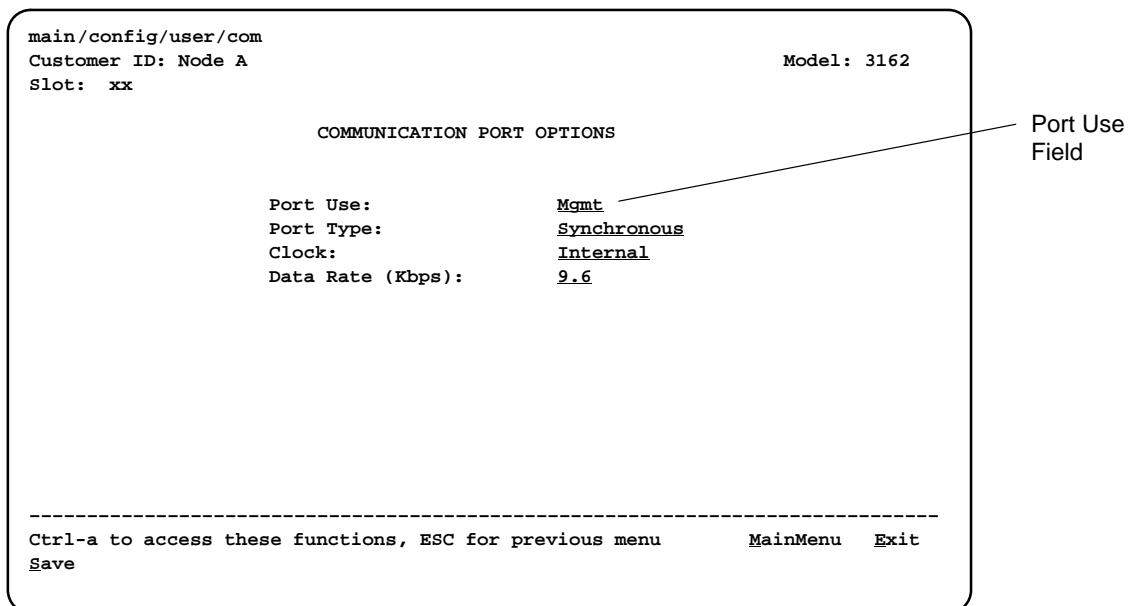 main/config/user/com
Customer ID: Node A Model: 3162
Slot: xx
COMMUNICATION PORT OPTIONS
Port Use Field
Port Use: Mgmt
Port Type: Synchronous
Clock: Internal
Data Rate (Kbps): 9.6
--------------------------------------------------------------------------------
Ctrl-a to access these functions, ESC for previous menu MainMenu Exit
Save